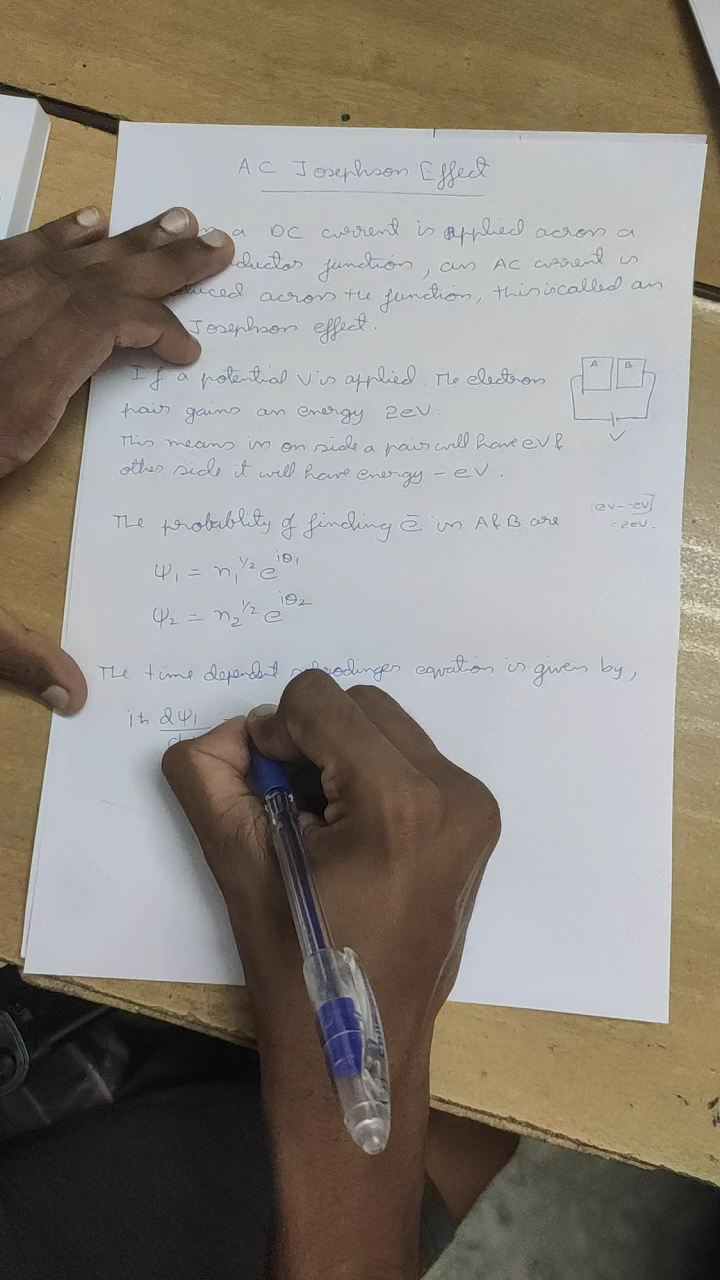 AC Josephson Effect
a DC current is applied across a
junction, an AC current is
across the junction, this is called an
Josephson effect.
If a potential V is applied. The electron
pair gains an energy 2eV.
This means in on side a pair will have eV &
other side it will have energy - eV.
A B
V
The probablity of finding e̅ in A & B are
eV--eV]
=2eV.
ψ₁ = n₁^1/2 e^iθ₁
ψ₂ = n₂^1/2 e^iθ₂
The time dependent equation is given by,
iħ dψ₁